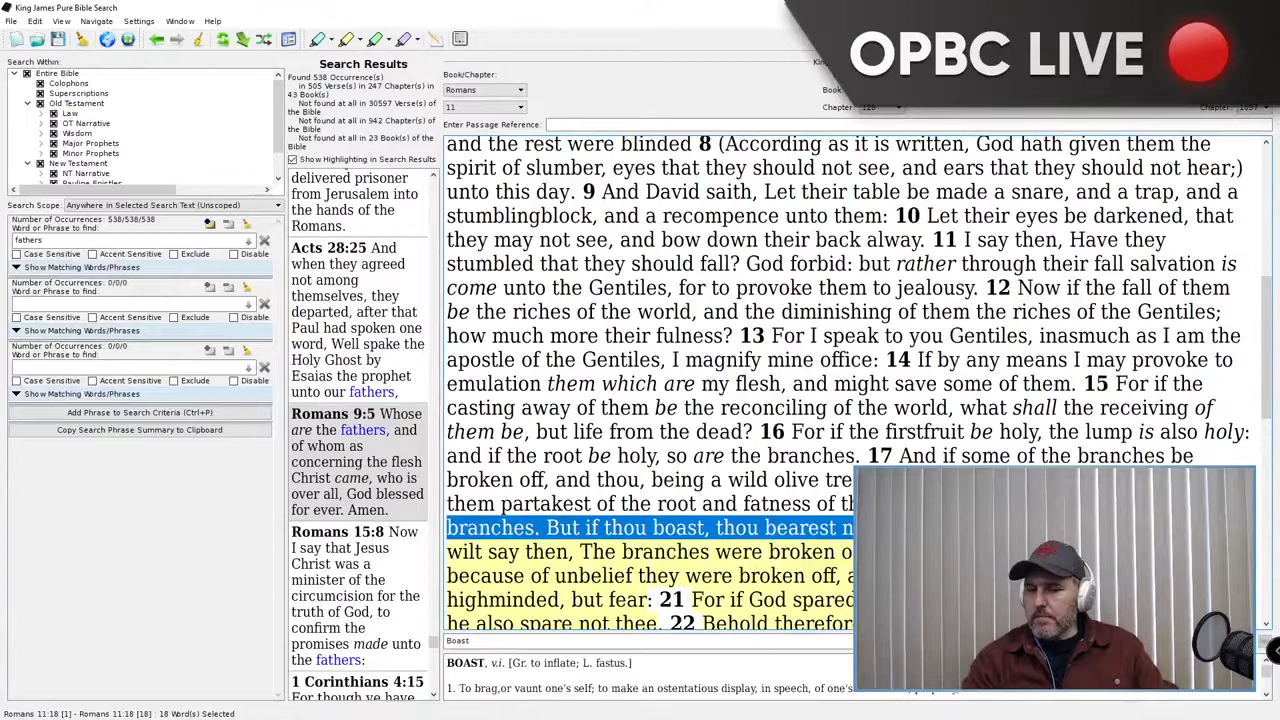 King James Pure Bible Search
File Edit View Navigate Settings Window Help
OPBC LIVE
Search Within:
Entire Bible
Colophons
Superscriptions
Old Testament
Law
OT Narrative
Wisdom
Major Prophets
Minor Prophets
New Testament
NT Narrative
Search Scope: Anywhere in Selected Search Text (Unscoped)
Number of Occurrences: 538/538/538
Word or Phrase to find:
fathers
Case Sensitive Accent Sensitive Exclude Disable
Show Matching Words/Phrases
Number of Occurrences: 0/0/0
Word or Phrase to find:
Case Sensitive Accent Sensitive Exclude Disable
Show Matching Words/Phrases
Number of Occurrences: 0/0/0
Word or Phrase to find:
Case Sensitive Accent Sensitive Exclude Disable
Show Matching Words/Phrases
Add Phrase to Search Criteria (Ctrl+P)
Copy Search Phrase Summary to Clipboard
Search Results
Found 538 Occurrence(s)
in 505 Verse(s) in 247 Chapter(s) in
43 Book(s)
Not found at all in 30597 Verse(s) of the
Bible
Not found at all in 942 Chapter(s) of the
Bible
Not found at all in 23 Book(s) of the
Bible
Show Highlighting in Search Results
delivered prisoner
from Jerusalem into
the hands of the
Romans.
Acts 28:25 And
when they agreed
not among
themselves, they
departed, after that
Paul had spoken one
word, Well spake the
Holy Ghost by
Esaias the prophet
unto our fathers,
Romans 9:5 Whose
are the fathers, and
of whom as
concerning the flesh
Christ came, who is
over all, God blessed
for ever. Amen.
Romans 15:8 Now
I say that Jesus
Christ was a
minister of the
circumcision for the
truth of God, to
confirm the
promises made unto
the fathers:
1 Corinthians 4:15
For though ye have
Book/Chapter:
Romans
11
Chapter:
Enter Passage Reference:
and the rest were blinded 8 (According as it is written, God hath given them the
spirit of slumber, eyes that they should not see, and ears that they should not hear;)
unto this day. 9 And David saith, Let their table be made a snare, and a trap, and a
stumblingblock, and a recompence unto them: 10 Let their eyes be darkened, that
they may not see, and bow down their back alway. 11 I say then, Have they
stumbled that they should fall? God forbid: but rather through their fall salvation is
come unto the Gentiles, for to provoke them to jealousy. 12 Now if the fall of them
be the riches of the world, and the diminishing of them the riches of the Gentiles;
how much more their fulness? 13 For I speak to you Gentiles, inasmuch as I am the
apostle of the Gentiles, I magnify mine office: 14 If by any means I may provoke to
emulation them which are my flesh, and might save some of them. 15 For if the
casting away of them be the reconciling of the world, what shall the receiving of
them be, but life from the dead? 16 For if the firstfruit be holy, the lump is also holy:
and if the root be holy, so are the branches. 17 And if some of the branches be
broken off, and thou, being a wild olive tre
them partakest of the root and fatness of th
branches. But if thou boast, thou bearest n
wilt say then, The branches were broken o
because of unbelief they were broken off, a
highminded, but fear: 21 For if God spared
he also spare not thee. 22 Behold therefor
Boast
BOAST, v.i. [Gr. to inflate; L. fastus.]
1. To brag,or vaunt one's self; to make an ostentatious display, in speech, of one's
Romans 11:18 [1] - Romans 11:18 [18] : 18 Word(s) Selected